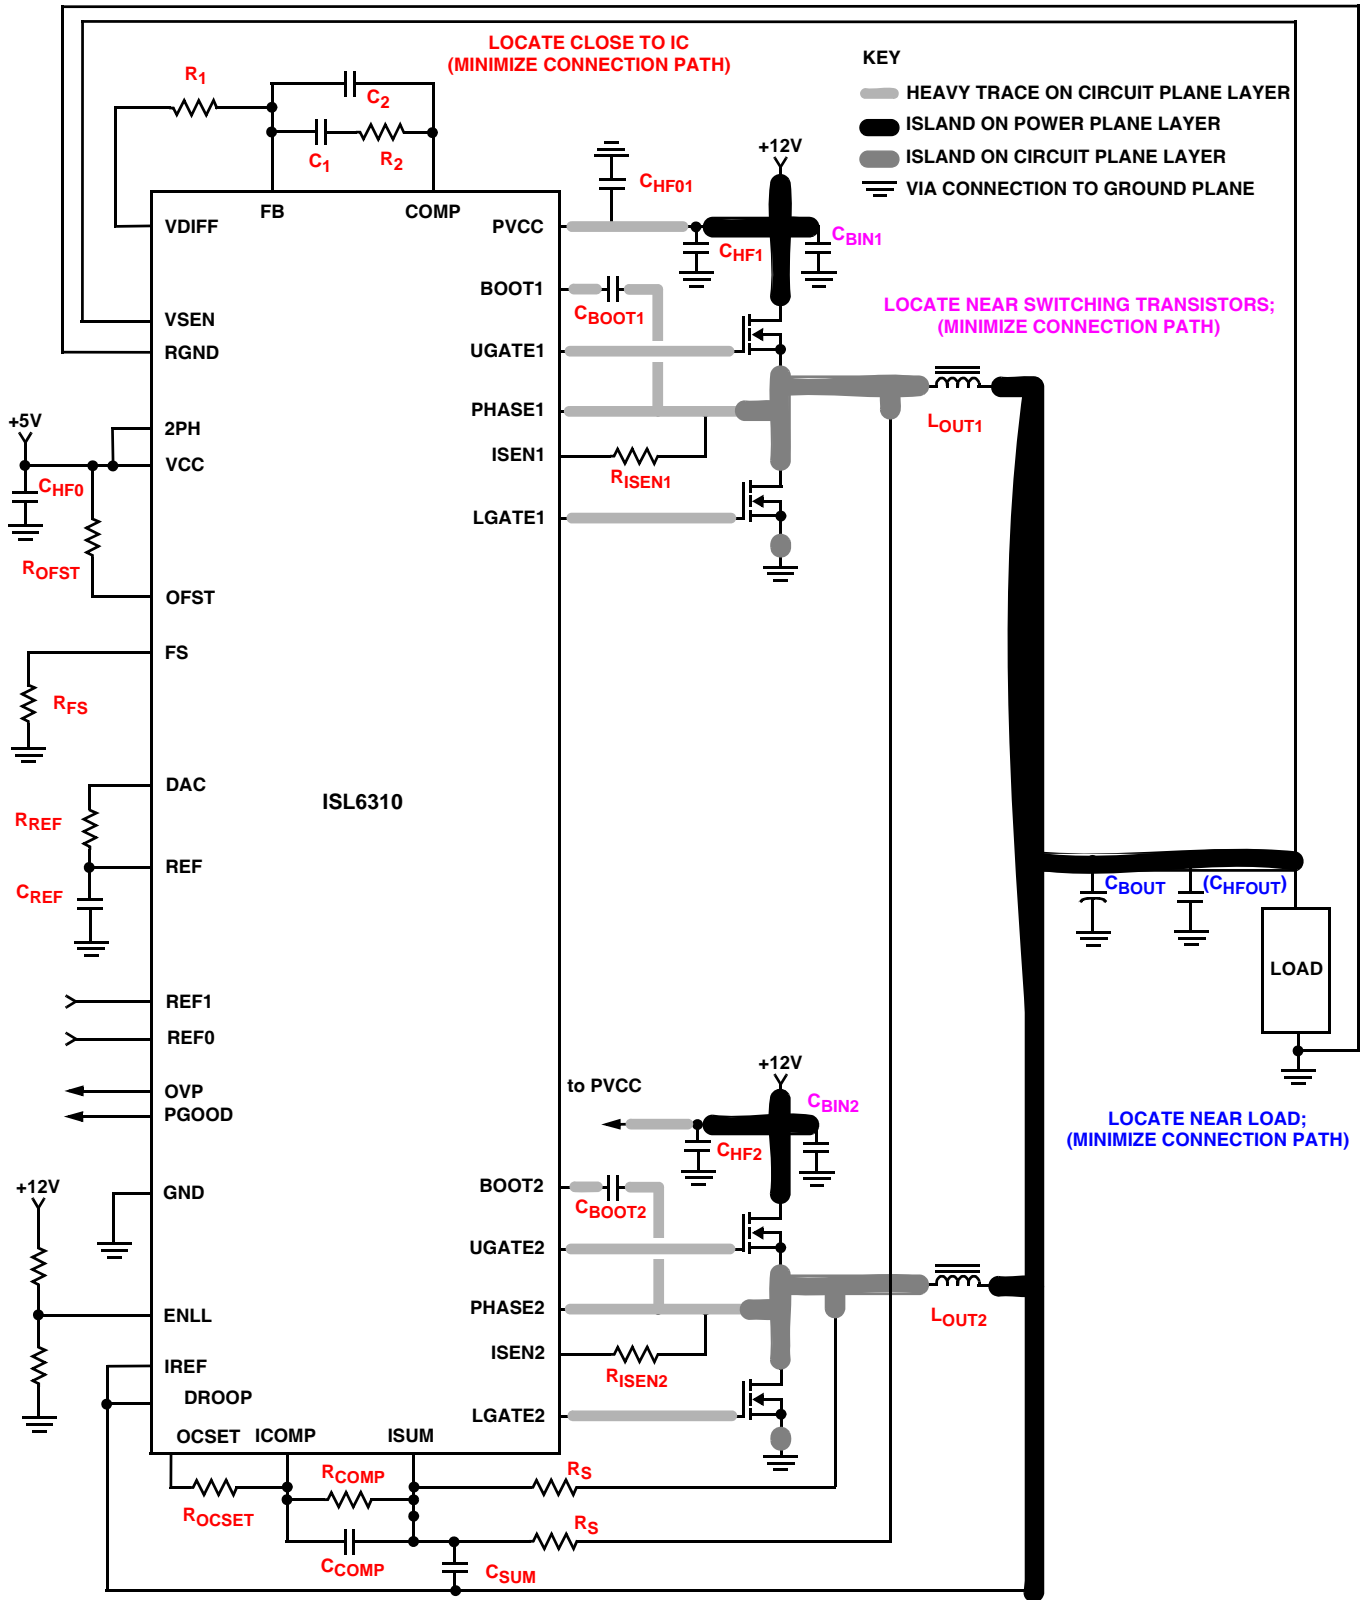 LOCATE CLOSE TO IC
(MINIMIZE CONNECTION PATH)
KEY
HEAVY TRACE ON CIRCUIT PLANE LAYER
ISLAND ON POWER PLANE LAYER
ISLAND ON CIRCUIT PLANE LAYER
VIA CONNECTION TO GROUND PLANE
R1
C2
C1
R2
+12V
CHF01
FB
COMP
VDIFF
PVCC
CHF1
CBIN1
BOOT1
CBOOT1
LOCATE NEAR SWITCHING TRANSISTORS;
(MINIMIZE CONNECTION PATH)
VSEN
RGND
UGATE1
PHASE1
LOUT1
+5V
2PH
VCC
ISEN1
RISEN1
CHF0
LGATE1
ROFST
OFST
FS
RFS
DAC
ISL6310
RREF
REF
CREF
CBOUT
(CHFOUT)
LOAD
REF1
REF0
OVP
PGOOD
+12V
to PVCC
CBIN2
CHF2
LOCATE NEAR LOAD;
(MINIMIZE CONNECTION PATH)
+12V
GND
BOOT2
CBOOT2
UGATE2
PHASE2
LOUT2
ENLL
ISEN2
RISEN2
IREF
DROOP
LGATE2
OCSET
ICOMP
ISUM
RCOMP
RS
ROCSET
RS
CCOMP
CSUM